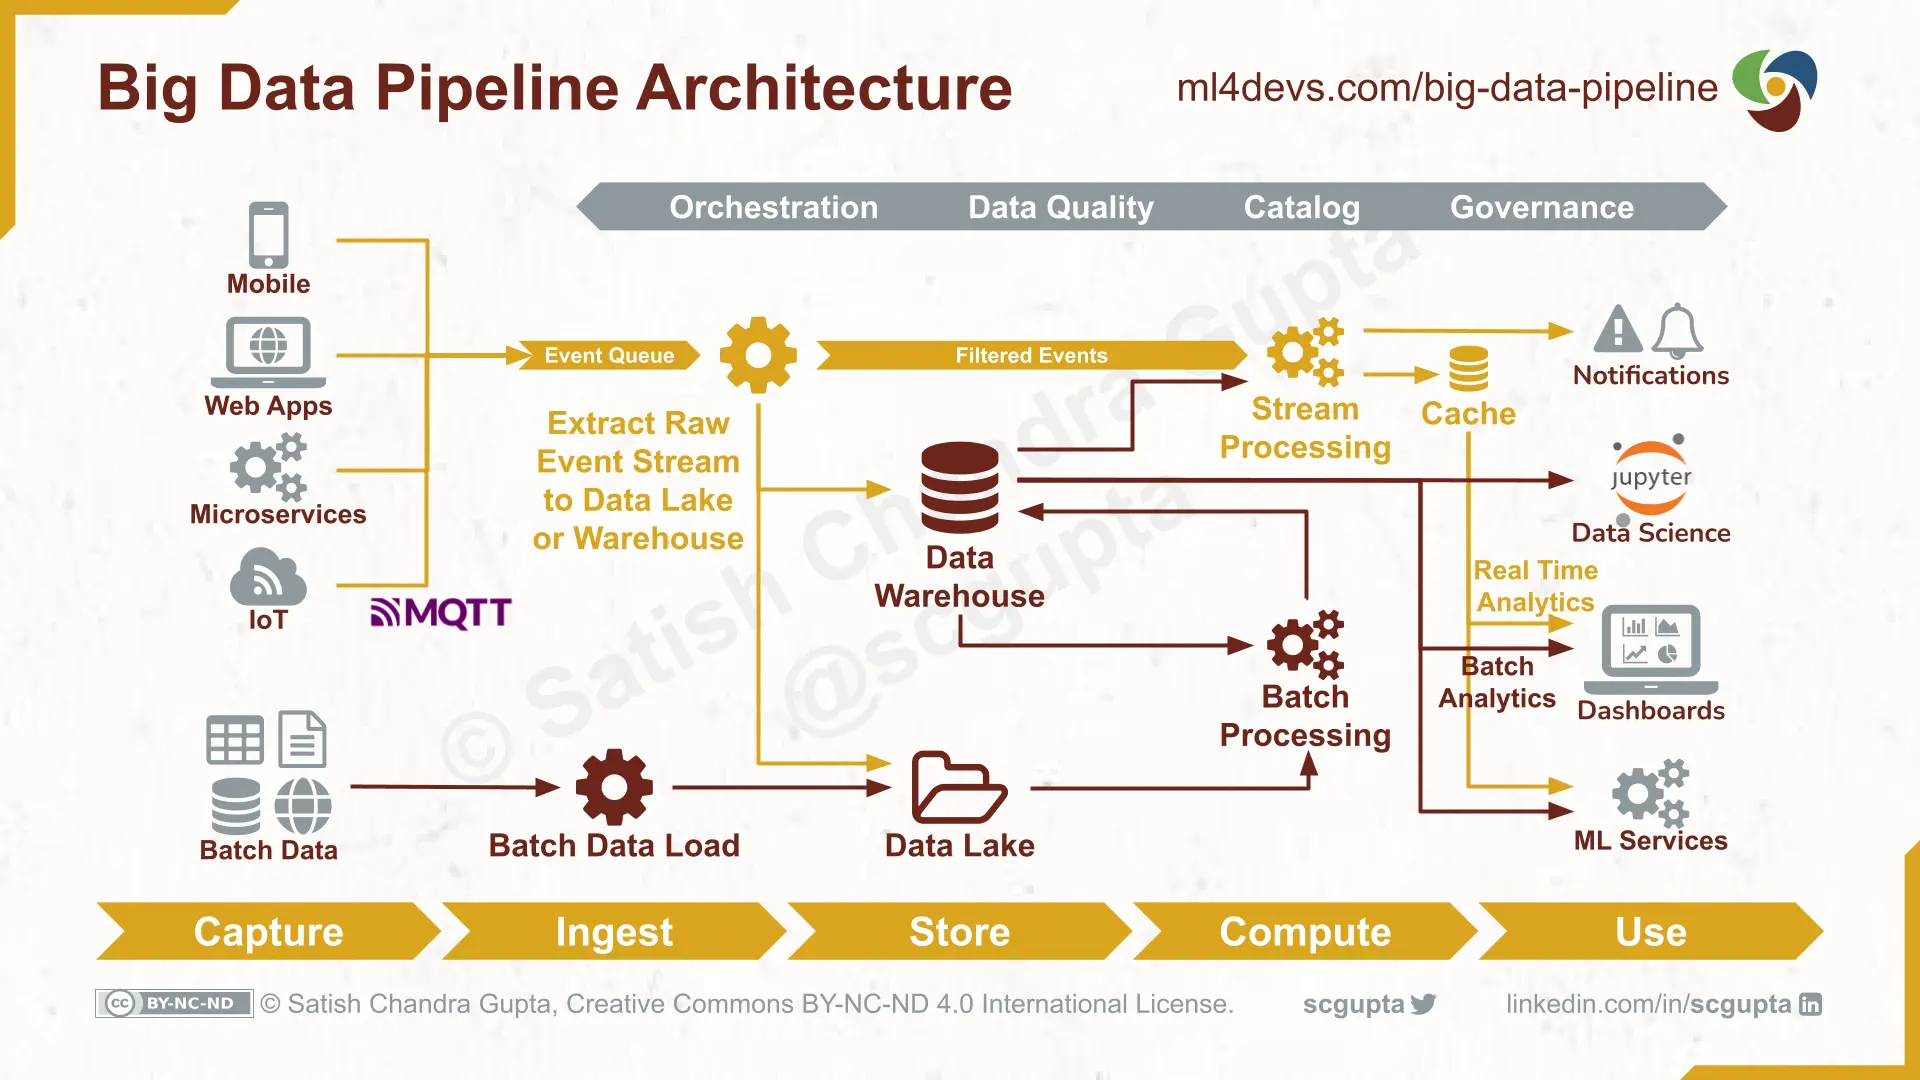 Big Data Pipeline Architecture
ml4devs.com/big-data-pipeline
Orchestration Data Quality Catalog Governance
Mobile
Web Apps
Microservices
IoT
MQTT
Batch Data
Event Queue
Extract Raw
Event Stream
to Data Lake
or Warehouse
Batch Data Load
Filtered Events
Data
Warehouse
Data Lake
Stream
Processing
Cache
Batch
Processing
Notifications
jupyter
Data Science
Real Time
Analytics
Batch
Analytics
Dashboards
ML Services
© Satish Chandra Gupta
@scgupta
Capture Ingest Store Compute Use
cc BY-NC-ND © Satish Chandra Gupta, Creative Commons BY-NC-ND 4.0 International License. scgupta linkedin.com/in/scgupta in